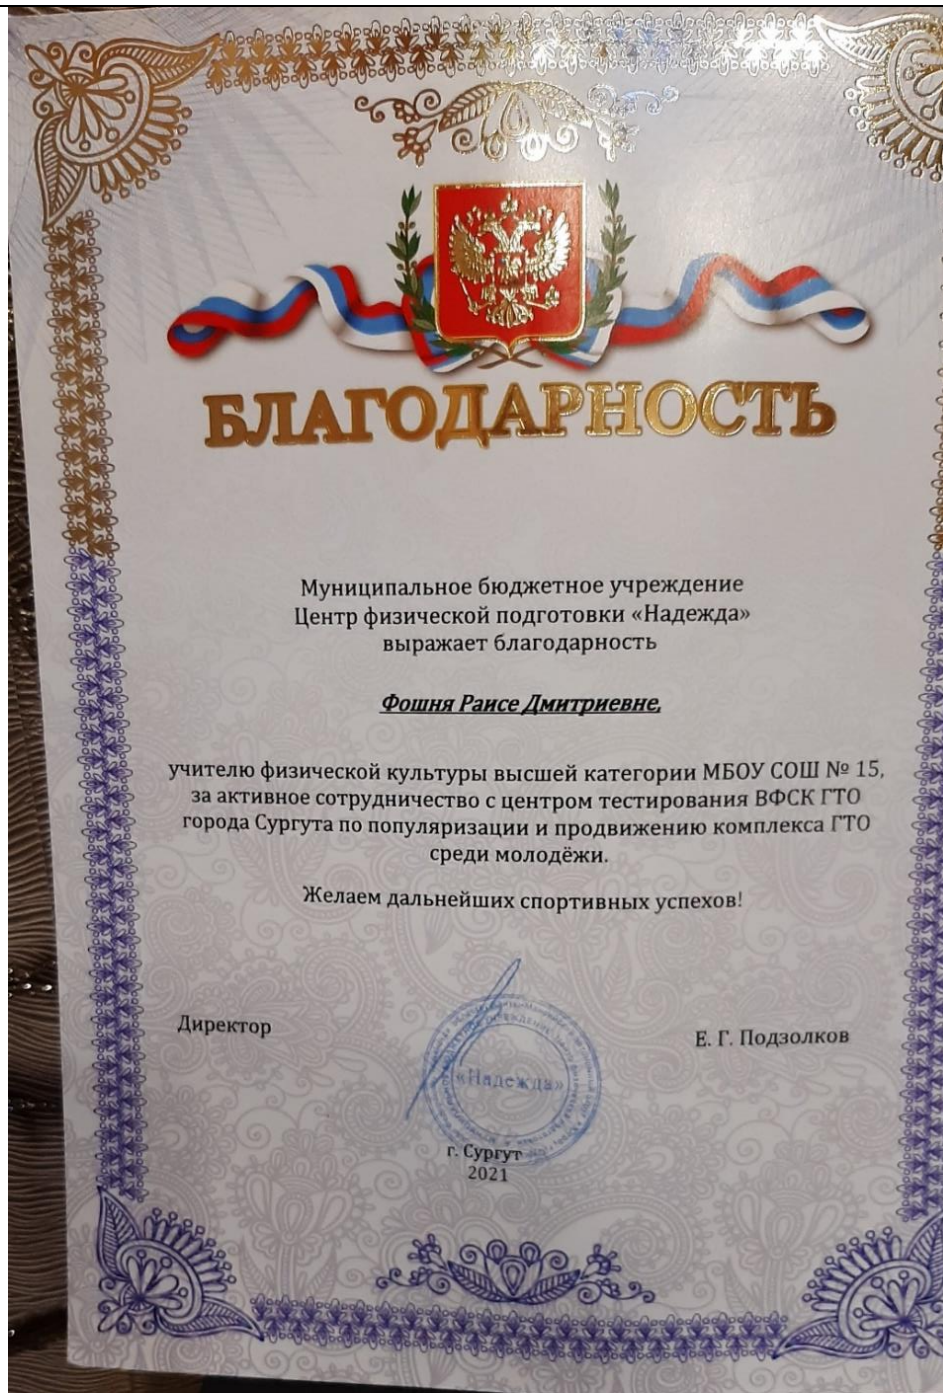 БЛАГОДАРНОСТЬ
Муниципальное бюджетное учреждение
Центр физической подготовки «Надежда»
выражает благодарность
Фошня Раисе Дмитриевне,
учителю физической культуры высшей категории МБОУ СОШ № 15,
за активное сотрудничество с центром тестирования ВФСК ГТО
города Сургута по популяризации и продвижению комплекса ГТО
среди молодёжи.
Желаем дальнейших спортивных успехов!
Директор
Е. Г. Подзолков
«Надежда»
г. Сургут
2021